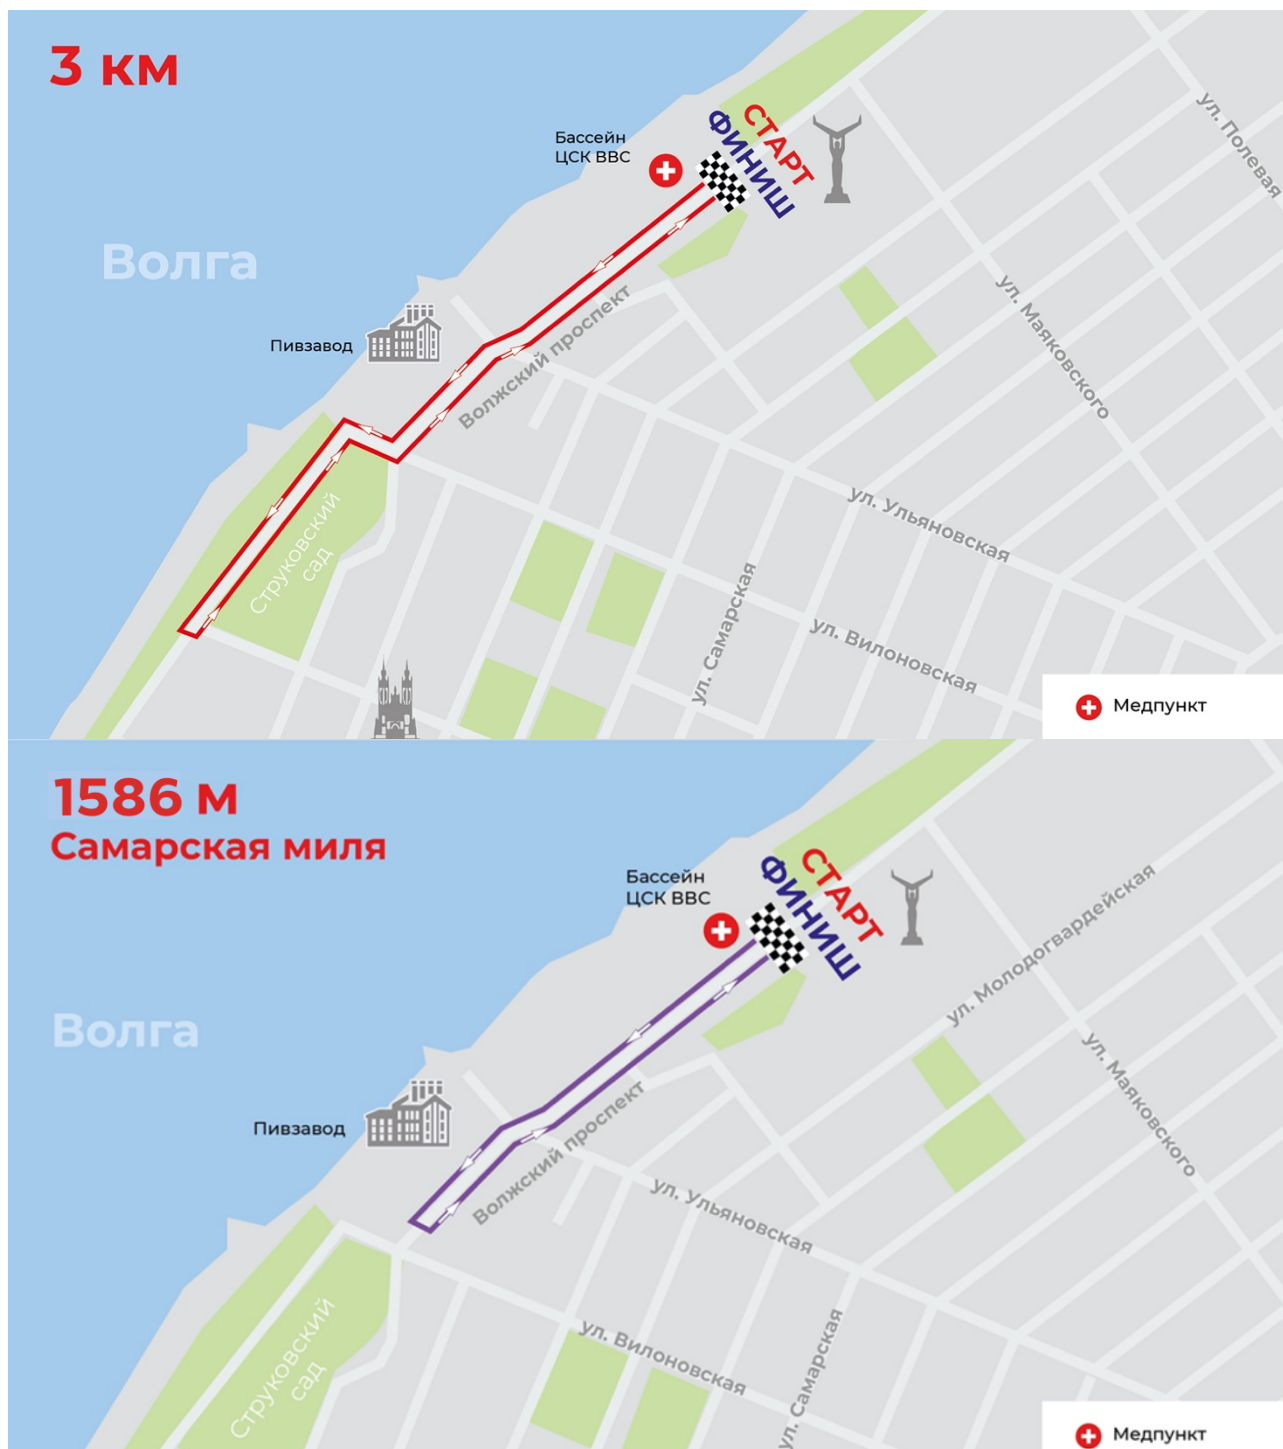 3 км
СТАРТ
ФИНИШ
Бассейн
ЦСК ВВС
ул. Полевая
Волга
ул. Маяковского
Пивзавод
Волжский проспект
Струковский
сад
ул. Ульяновская
ул. Самарская
ул. Вилоновская
Медпункт
1586 м
Самарская миля
СТАРТ
ФИНИШ
Бассейн
ЦСК ВВС
ул. Молодогвардейская
Волга
ул. Маяковского
Пивзавод
Волжский проспект
ул. Ульяновская
Струковский
сад
ул. Вилоновская
ул. Самарская
Медпункт